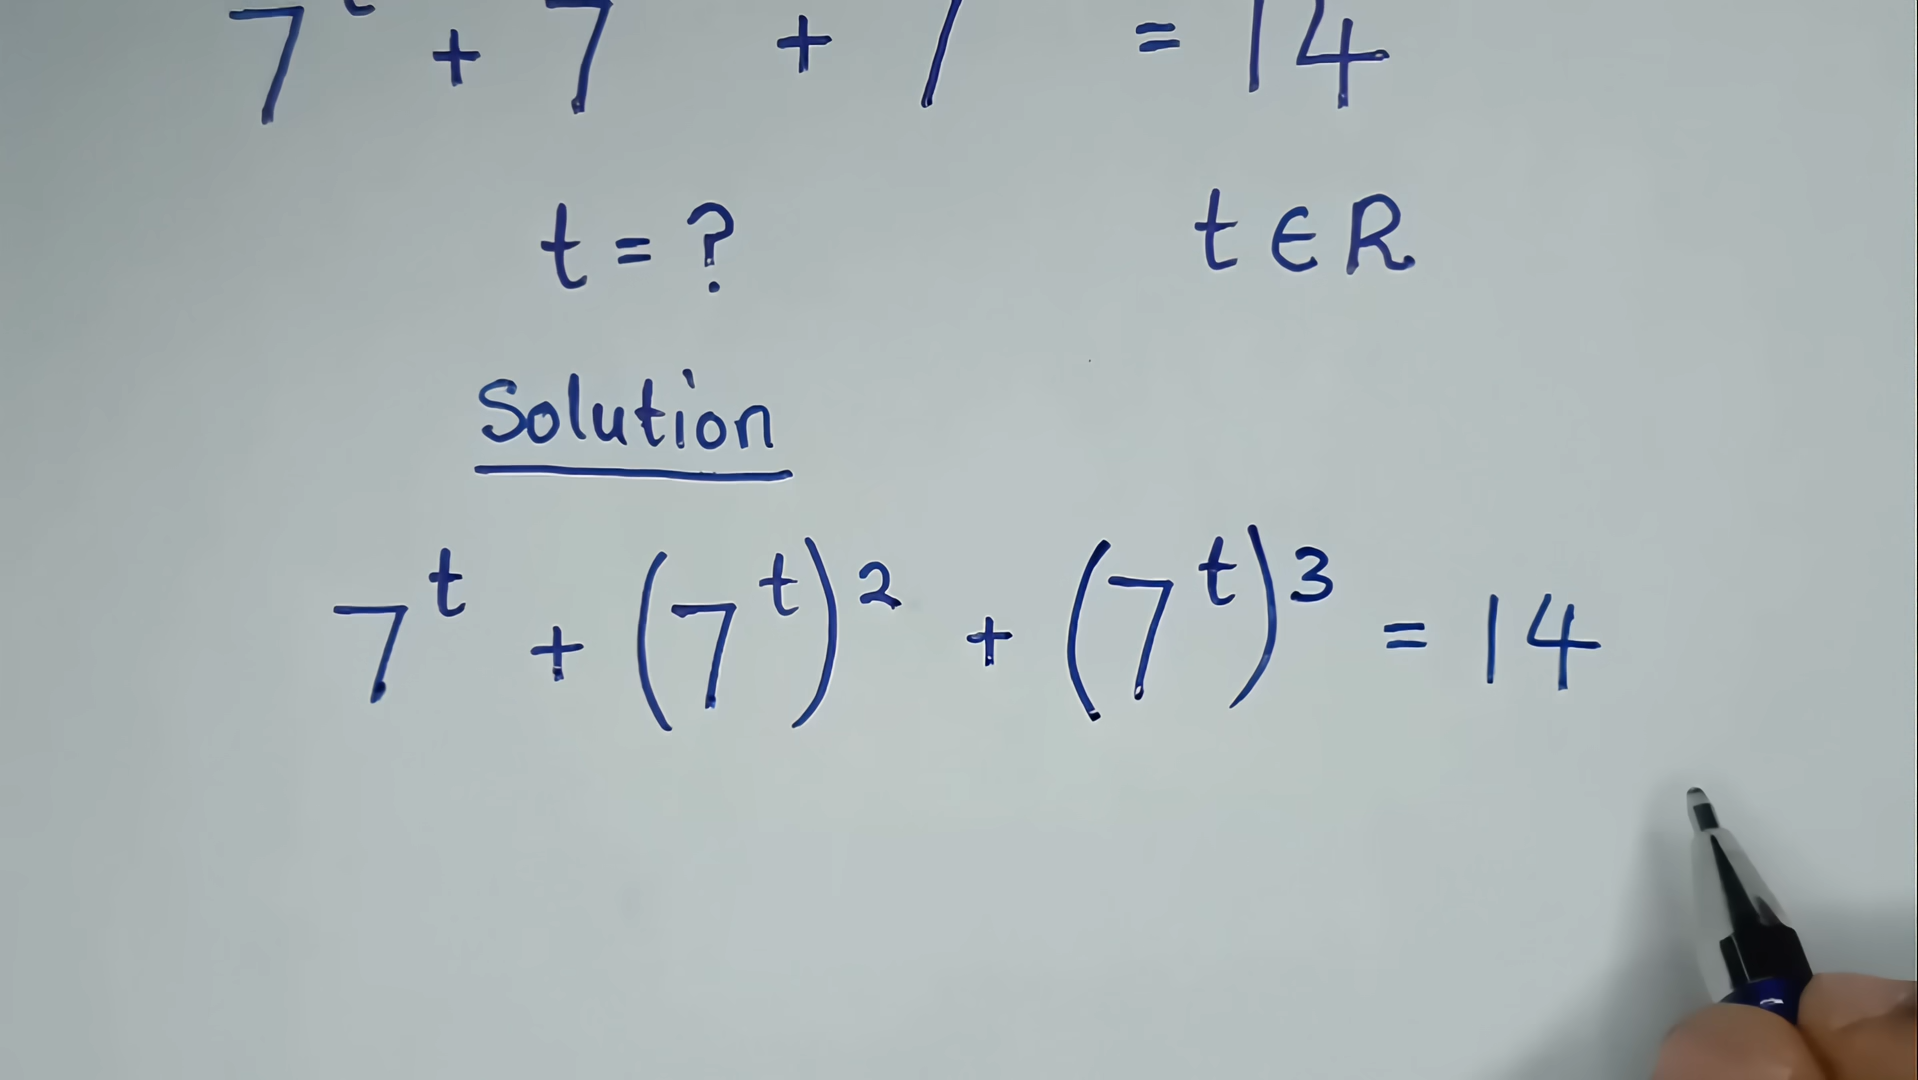 7 + 7 + 7 = 14
t = ? t ∈ R
Solution
7^t + (7^t)^2 + (7^t)^3 = 14